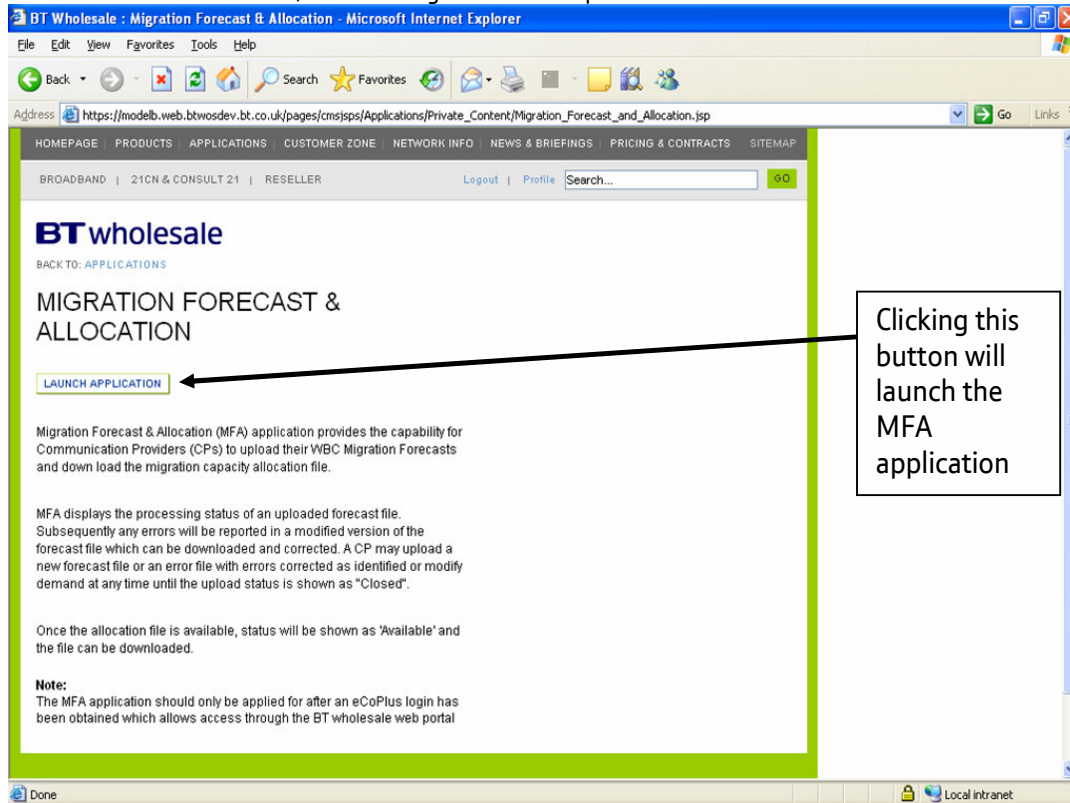 BT Wholesale : Migration Forecast & Allocation - Microsoft Internet Explorer
File Edit View Favorites Tools Help
Back Search Favorites
Address https://modelb.web.btwosdev.bt.co.uk/pages/cmsjsps/Applications/Private_Content/Migration_Forecast_and_Allocation.jsp Go Links
HOMEPAGE | PRODUCTS | APPLICATIONS | CUSTOMER ZONE | NETWORK INFO | NEWS & BRIEFINGS | PRICING & CONTRACTS SITEMAP
BROADBAND | 21CN & CONSULT 21 | RESELLER Logout | Profile Search... GO
BT wholesale
BACK TO: APPLICATIONS
MIGRATION FORECAST &
ALLOCATION
LAUNCH APPLICATION
Clicking this
button will
launch the
MFA
application
Migration Forecast & Allocation (MFA) application provides the capability for
Communication Providers (CPs) to upload their WBC Migration Forecasts
and down load the migration capacity allocation file.
MFA displays the processing status of an uploaded forecast file.
Subsequently any errors will be reported in a modified version of the
forecast file which can be downloaded and corrected. A CP may upload a
new forecast file or an error file with errors corrected as identified or modify
demand at any time until the upload status is shown as "Closed".
Once the allocation file is available, status will be shown as 'Available' and
the file can be downloaded.
Note:
The MFA application should only be applied for after an eCoPlus login has
been obtained which allows access through the BT wholesale web portal
Done Local intranet